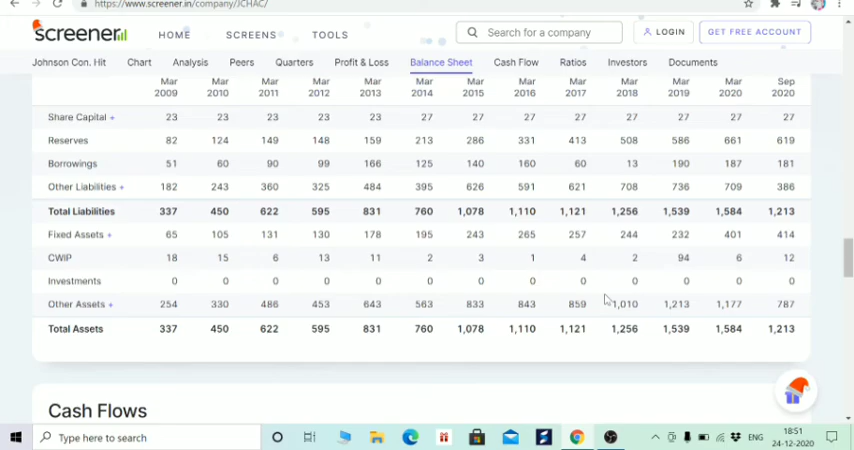 https://www.screener.in/company/JCHAC/
screener HOME SCREENS TOOLS Search for a company LOGIN GET FREE ACCOUNT
Johnson Con. Hit Chart Analysis Peers Quarters Profit & Loss Balance Sheet Cash Flow Ratios Investors Documents
Mar Mar Mar Mar Mar Mar Mar Mar Mar Mar Mar Mar Sep
2009 2010 2011 2012 2013 2014 2015 2016 2017 2018 2019 2020 2020
Share Capital + 23 23 23 23 23 27 27 27 27 27 27 27 27
Reserves 82 124 149 148 159 213 286 331 413 508 586 661 619
Borrowings 51 60 90 99 166 125 140 160 60 13 190 187 181
Other Liabilities + 182 243 360 325 484 395 626 591 621 708 736 709 386
Total Liabilities 337 450 622 595 831 760 1,078 1,110 1,121 1,256 1,539 1,584 1,213
Fixed Assets + 65 105 131 130 178 195 243 265 257 244 232 401 414
CWIP 18 15 6 13 11 2 3 1 4 2 94 6 12
Investments 0 0 0 0 0 0 0 0 0 0 0 0 0
Other Assets + 254 330 486 453 643 563 833 843 859 1,010 1,213 1,177 787
Total Assets 337 450 622 595 831 760 1,078 1,110 1,121 1,256 1,539 1,584 1,213
Cash Flows
Type here to search ENG 18:51
24-12-2020